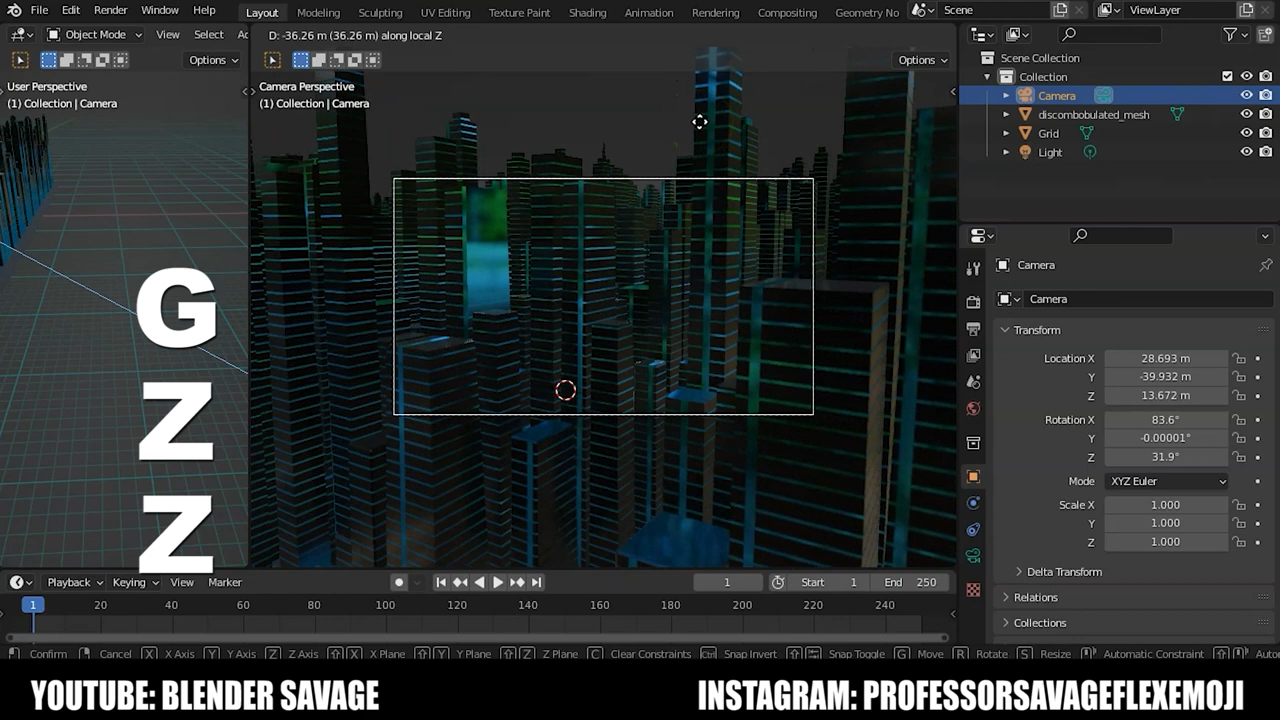 File Edit Render Window Help Layout Modeling Sculpting UV Editing Texture Paint Shading Animation Rendering Compositing Geometry No Scene ViewLayer
Object Mode View Select Ac D: -36.26 m (36.26 m) along local Z
Options Options
User Perspective
(1) Collection | Camera
Camera Perspective
(1) Collection | Camera
Scene Collection
Collection
Camera
discombobulated_mesh
Grid
Light
Camera
Camera
Transform
Location X 28.693 m
Y -39.932 m
Z 13.672 m
Rotation X 83.6°
Y -0.00001°
Z 31.9°
Mode XYZ Euler
Scale X 1.000
Y 1.000
Z 1.000
Delta Transform
Relations
Collections
G
Z
Z
Playback Keying View Marker 1 Start 1 End 250
1 20 40 60 80 100 120 140 160 180 200 220 240
Confirm Cancel X X Axis Y Y Axis Z Z Axis X X Plane Y Y Plane Z Z Plane C Clear Constraints Ctrl Snap Invert Snap Toggle G Move R Rotate S Resize Automatic Constraint Auto
YOUTUBE: BLENDER SAVAGE INSTAGRAM: PROFESSORSAVAGEFLEXEMOJI